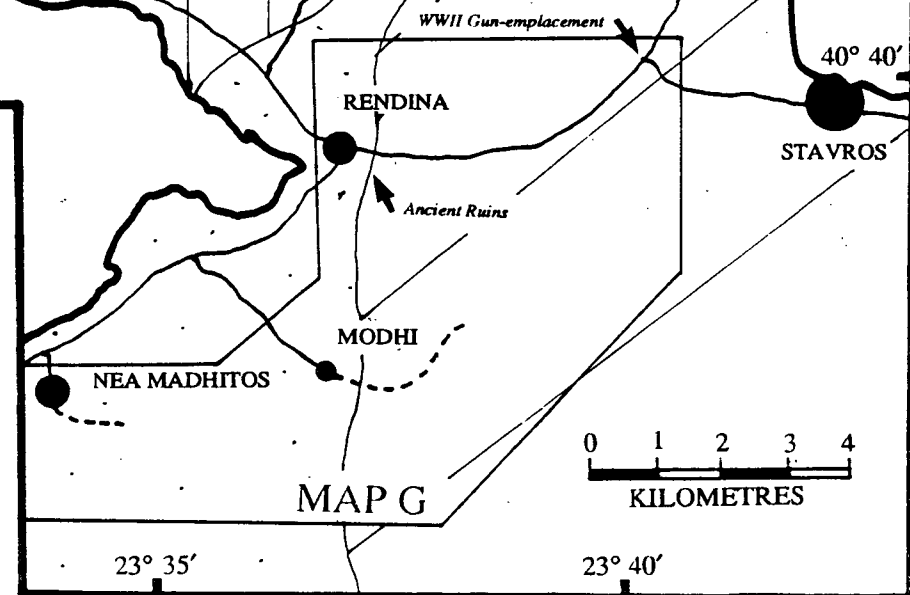 WWII Gun-emplacement
40° 40′
RENDINA
STAVROS
Ancient Ruins
MODHI
NEA MADHITOS
0 1 2 3 4
KILOMETRES
MAP G
23° 35′
23° 40′